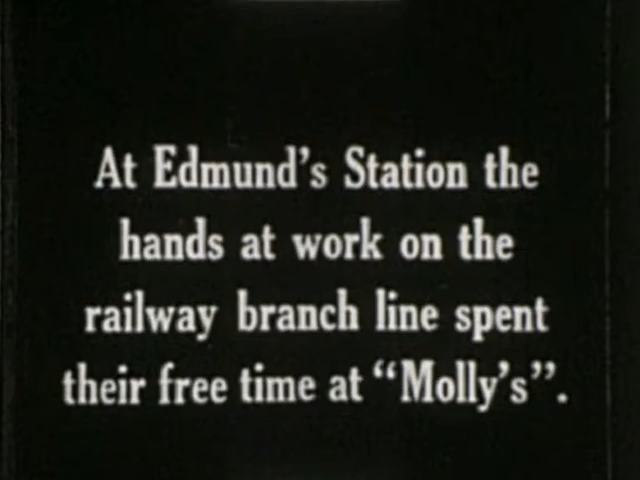 At Edmund's Station the
hands at work on the
railway branch line spent
their free time at “Molly's”.